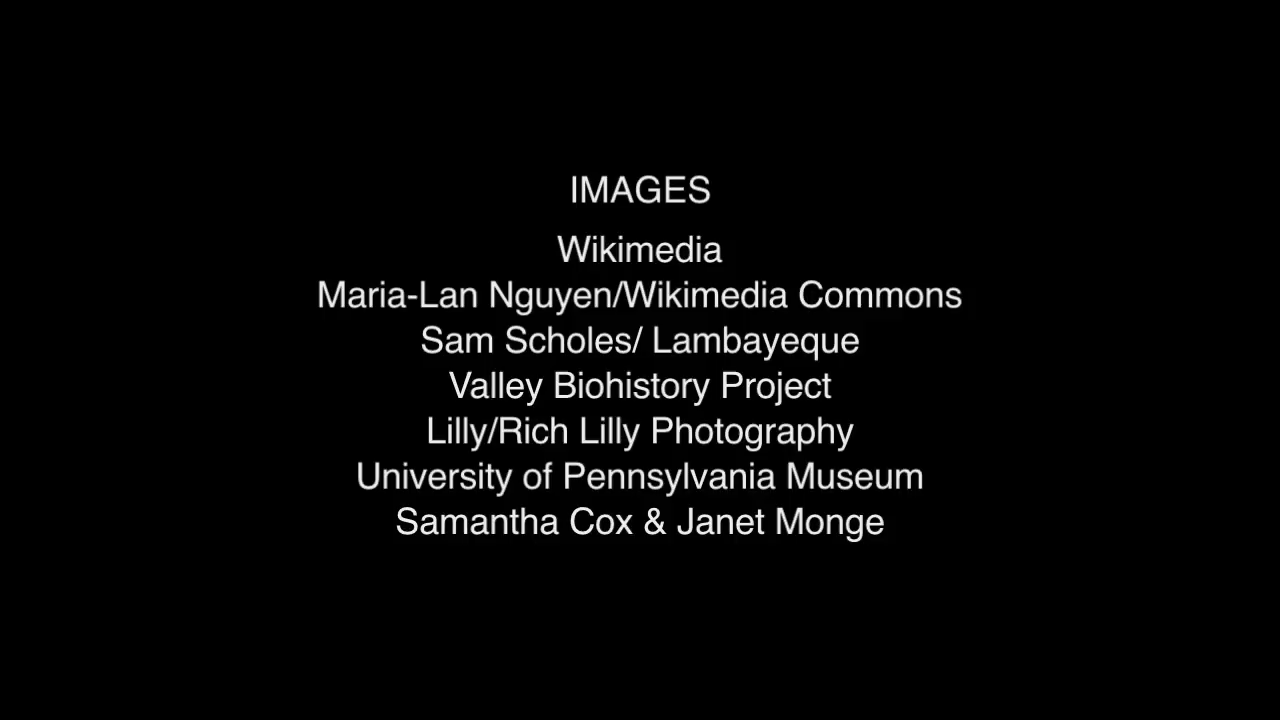 IMAGES
Wikimedia
Maria-Lan Nguyen/Wikimedia Commons
Sam Scholes/ Lambayeque
Valley Biohistory Project
Lilly/Rich Lilly Photography
University of Pennsylvania Museum
Samantha Cox & Janet Monge